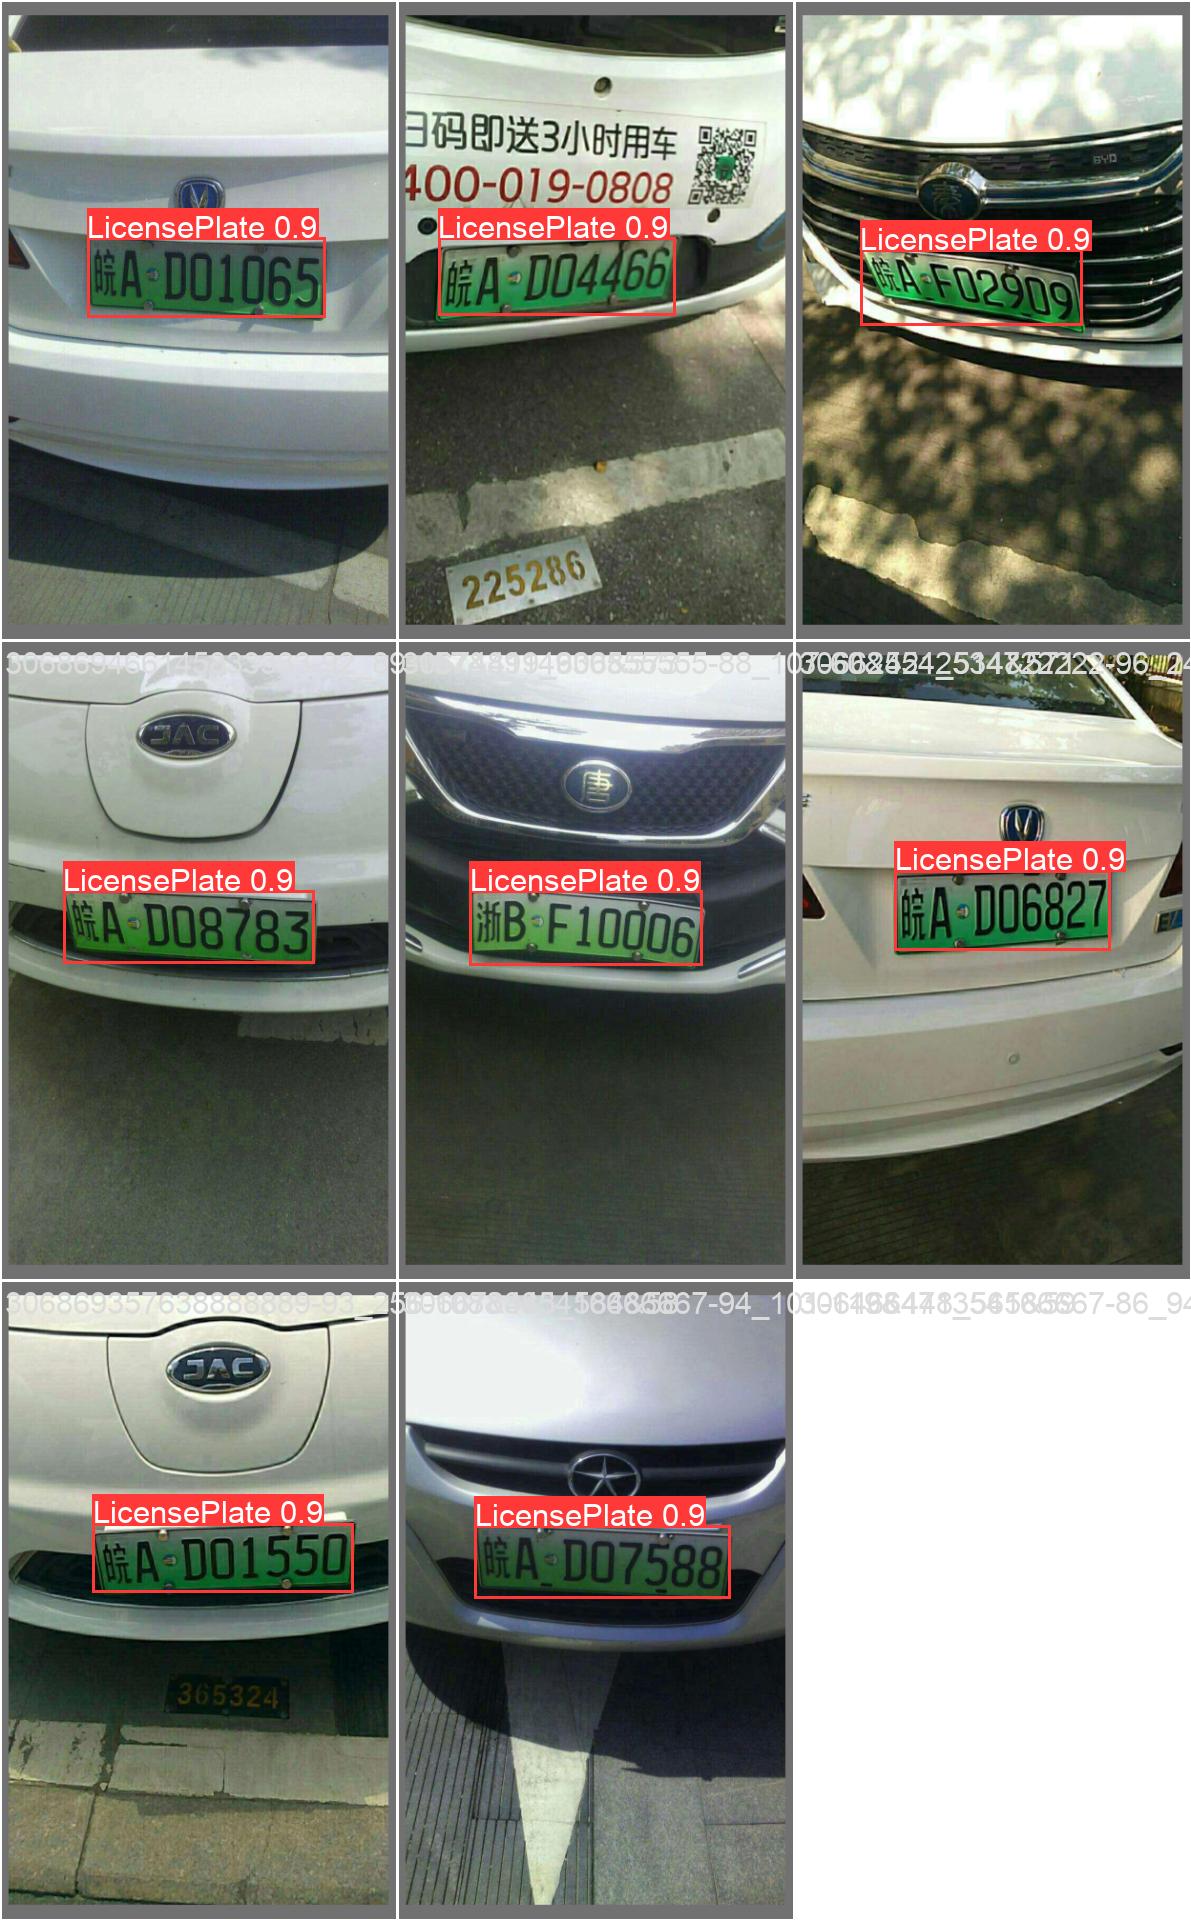 LicensePlate 0.9
皖A·D01065
扫码即送3小时用车
400-019-0808
LicensePlate 0.9
皖A·D04466
225286
BYD
秦
LicensePlate 0.9
皖A·F02909
JAC
LicensePlate 0.9
皖A·D08783
唐
LicensePlate 0.9
浙B·F10006
LicensePlate 0.9
皖A·D06827
JAC
LicensePlate 0.9
皖A·D01550
365324
LicensePlate 0.9
皖A·D07588